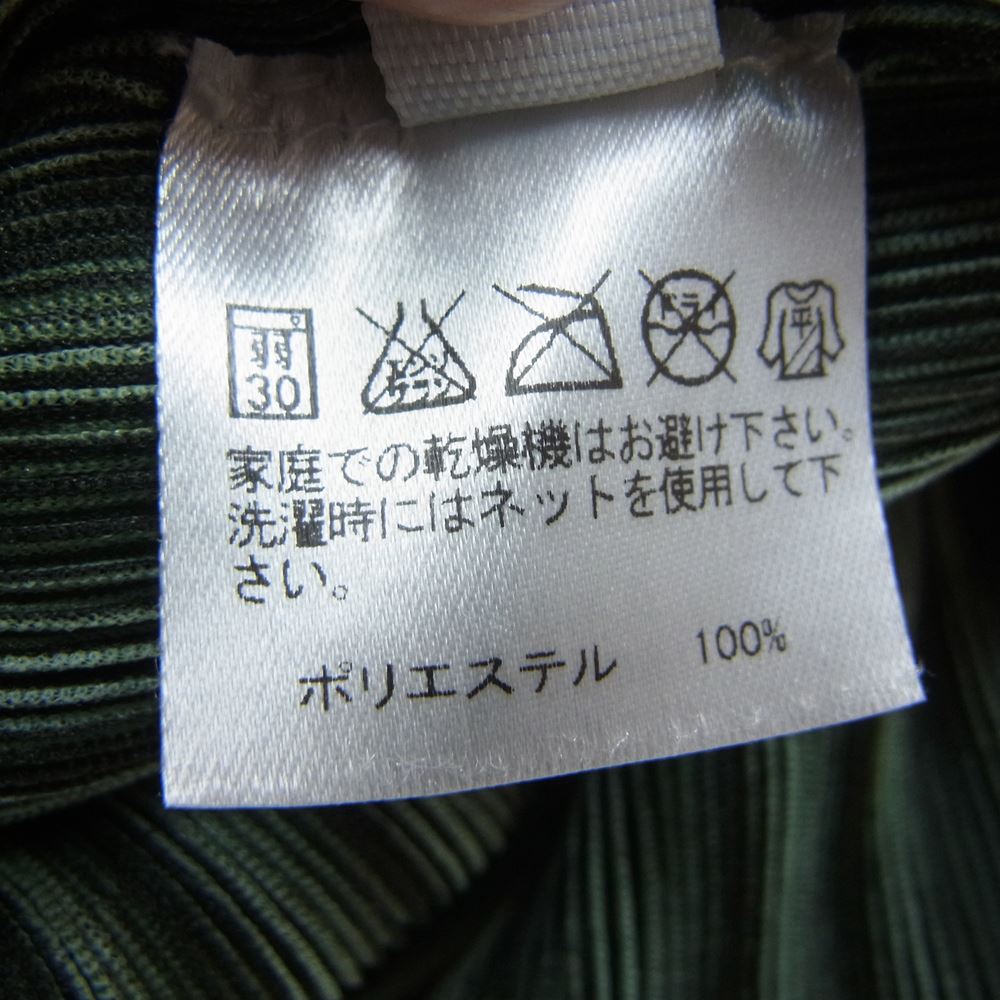 弱
30
エンソ
サラシ
ドライ
平
家庭での乾燥機はお避け下さい。
洗濯時にはネットを使用して下
さい。
ポリエステル 100%